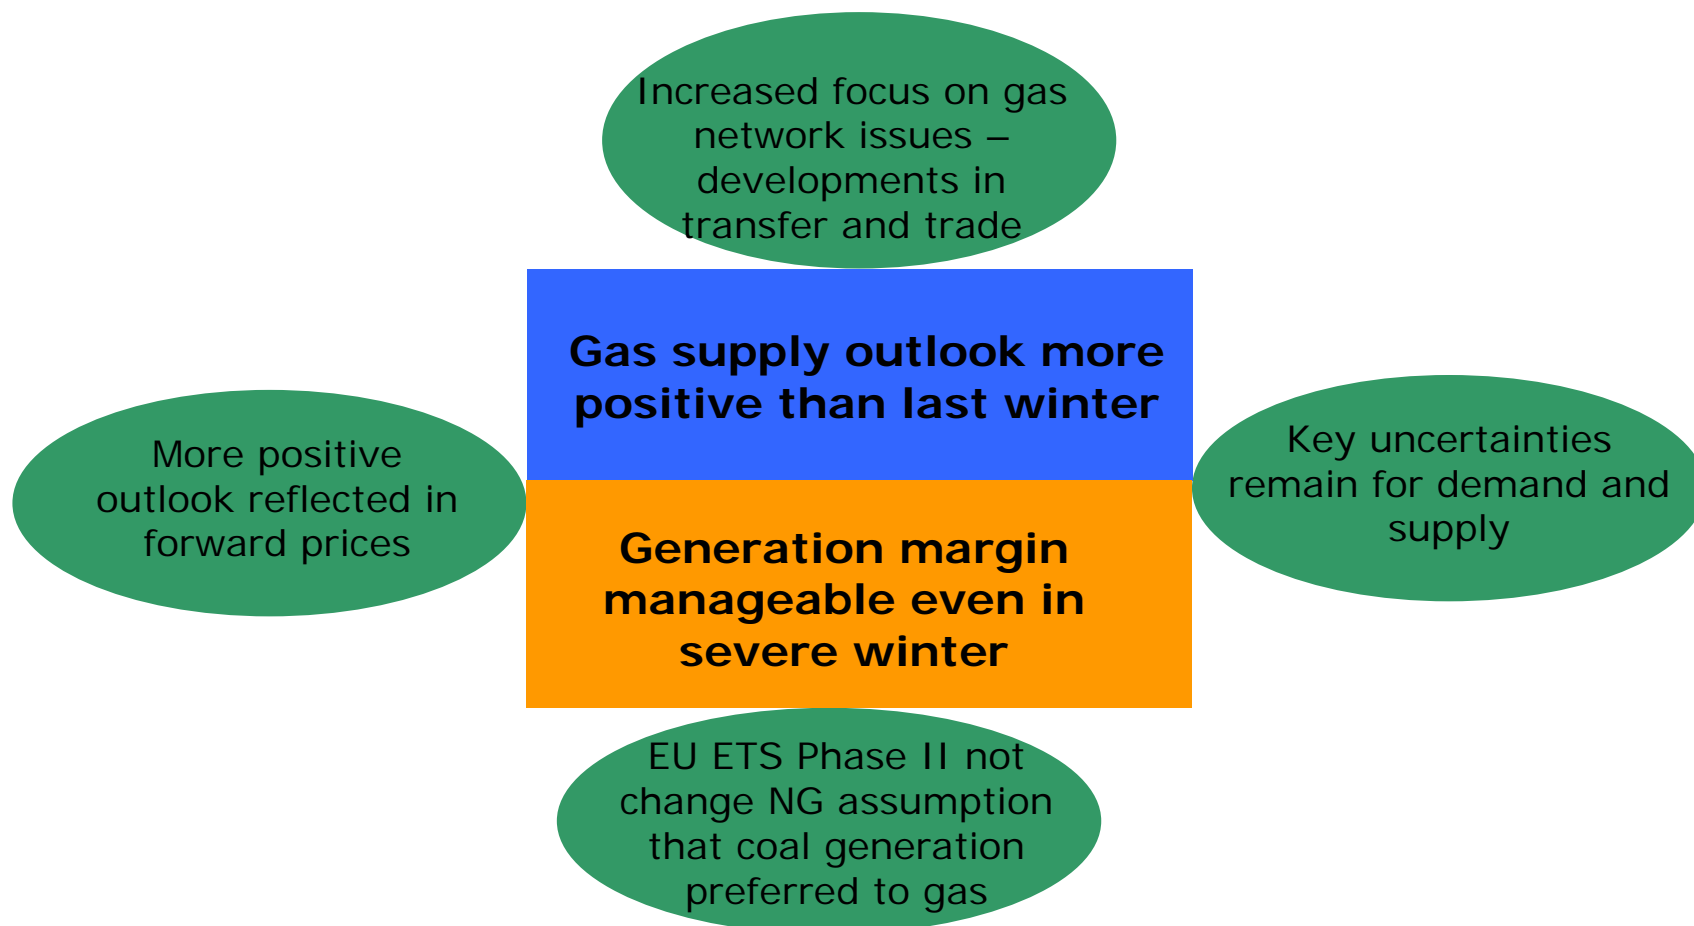 Increased focus on gas
network issues –
developments in
transfer and trade
Gas supply outlook more
positive than last winter
More positive
outlook reflected in
forward prices
Key uncertainties
remain for demand and
supply
Generation margin
manageable even in
severe winter
EU ETS Phase II not
change NG assumption
that coal generation
preferred to gas